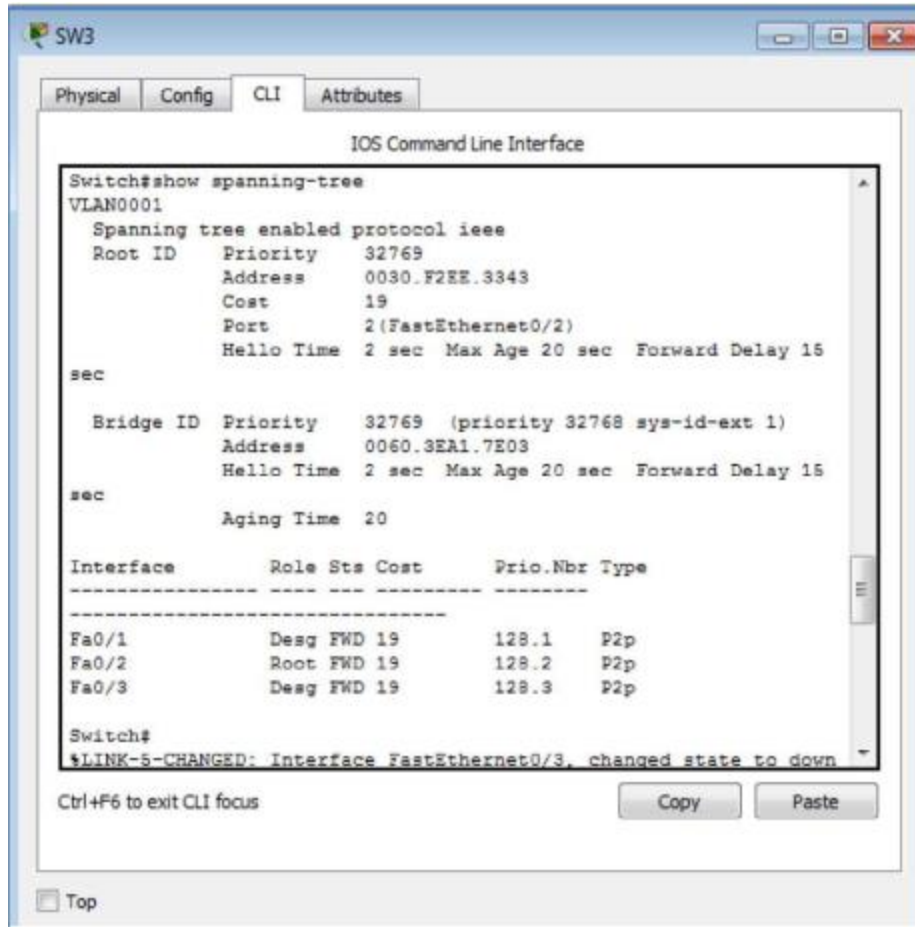 SW3
Physical Config CLI Attributes
IOS Command Line Interface
Switch#show spanning-tree
VLAN0001
Spanning tree enabled protocol ieee
Root ID Priority 32769
Address 0030.F2EE.3343
Cost 19
Port 2(FastEthernet0/2)
Hello Time 2 sec Max Age 20 sec Forward Delay 15
sec
Bridge ID Priority 32769 (priority 32768 sys-id-ext 1)
Address 0060.3EA1.7E03
Hello Time 2 sec Max Age 20 sec Forward Delay 15
sec
Aging Time 20
Interface Role Sts Cost Prio.Nbr Type
---------------- ---- --- --------- --------
--------------------------------
Fa0/1 Desg FWD 19 128.1 P2p
Fa0/2 Root FWD 19 128.2 P2p
Fa0/3 Desg FWD 19 128.3 P2p
Switch#
%LINK-5-CHANGED: Interface FastEthernet0/3, changed state to down
Ctrl+F6 to exit CLI focus
Copy Paste
Top